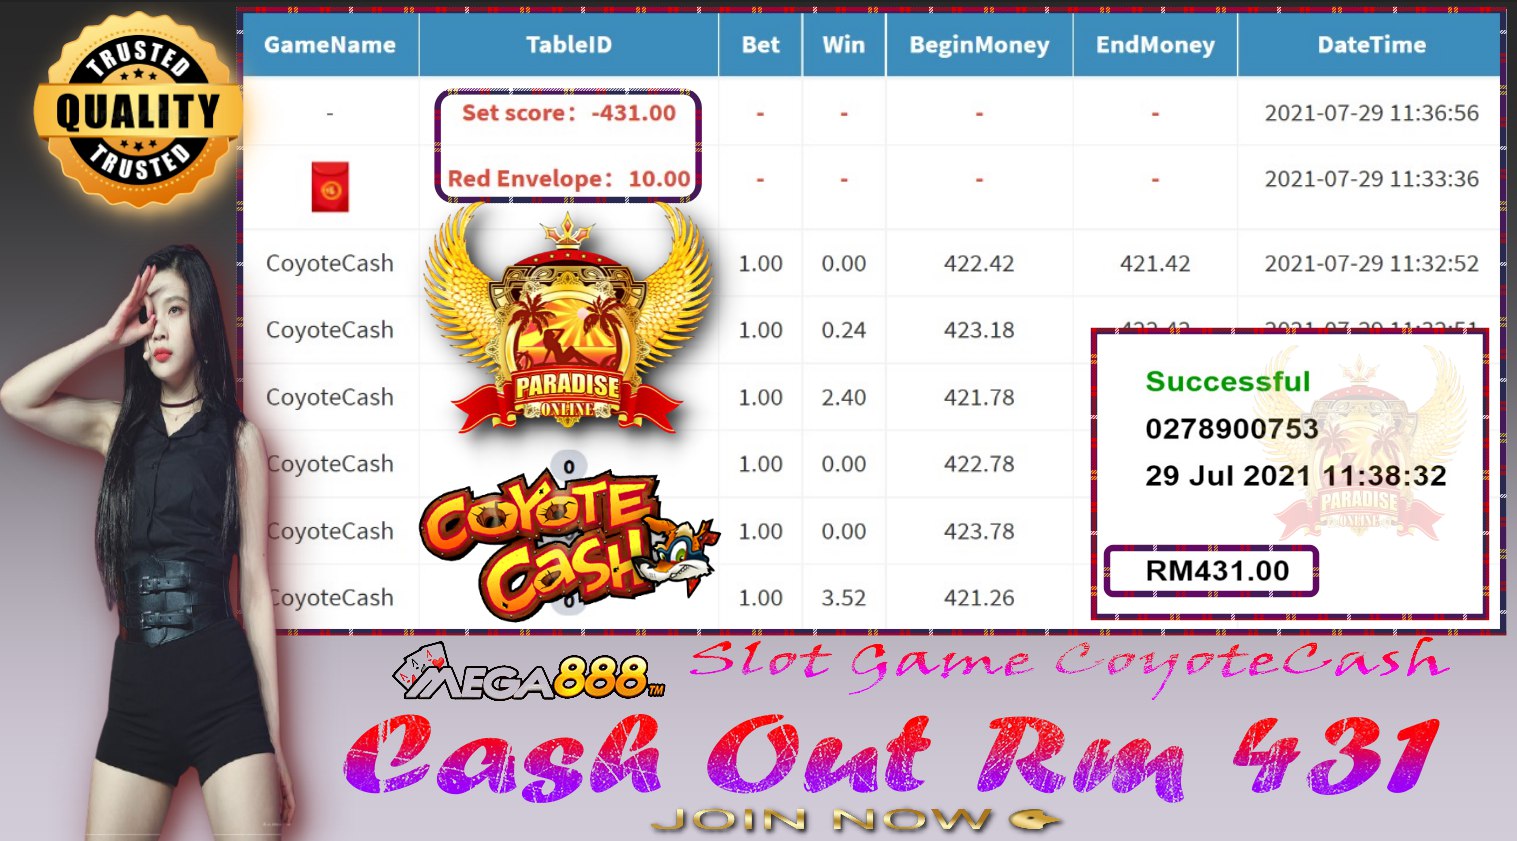 TRUSTED
QUALITY
TRUSTED
GameName TableID Bet Win BeginMoney EndMoney DateTime
- Set score: -431.00 - - - - 2021-07-29 11:36:56
Red Envelope: 10.00 - - - - 2021-07-29 11:33:36
CoyoteCash 1.00 0.00 422.42 421.42 2021-07-29 11:32:52
CoyoteCash 1.00 0.24 423.18
CoyoteCash 1.00 2.40 421.78
CoyoteCash 0 1.00 0.00 422.78
CoyoteCash 1.00 0.00 423.78
CoyoteCash 1.00 3.52 421.26
PARADISE
ONLINE
COYOTE
CASH
Successful
0278900753
29 Jul 2021 11:38:32
PARADISE
ONLINE
RM431.00
MEGA888 TM
Slot Game CoyoteCash
Cash Out Rm 431
JOIN NOW